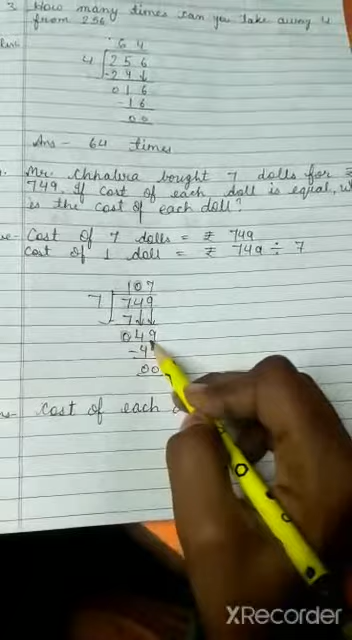 3. How many times can you take away 4
from 256
64
4 256
-24↓
016
-16
00
Ans - 64 times
Mr. Chhabra bought 7 dolls for ₹
749. If cost of each doll is equal,
is the cost of each doll?
Cost of 7 dolls = ₹ 749
Cost of 1 doll = ₹ 749 ÷ 7
107
7 749
-7↓↓
049
-4
00
cost of each
XRecorder